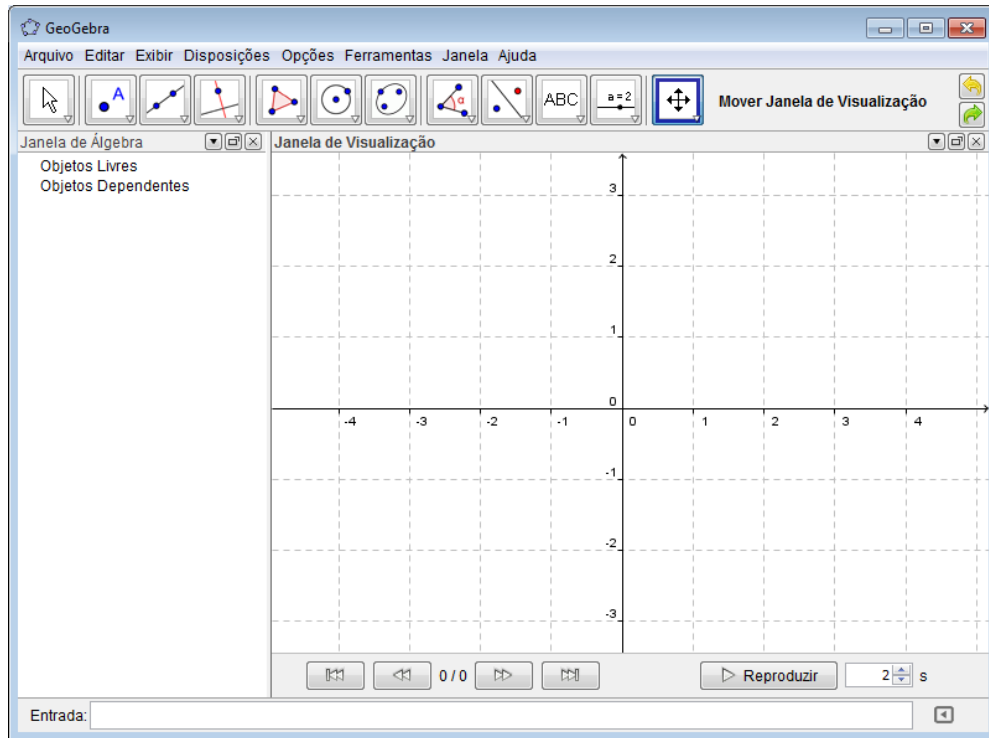 GeoGebra
Arquivo Editar Exibir Disposições Opções Ferramentas Janela Ajuda
A α ABC a = 2 Mover Janela de Visualização
Janela de Álgebra
Janela de Visualização
Objetos Livres
Objetos Dependentes
3
2
1
0
-4 -3 -2 -1 0 1 2 3 4
-1
-2
-3
0 / 0 Reproduzir 2 s
Entrada: